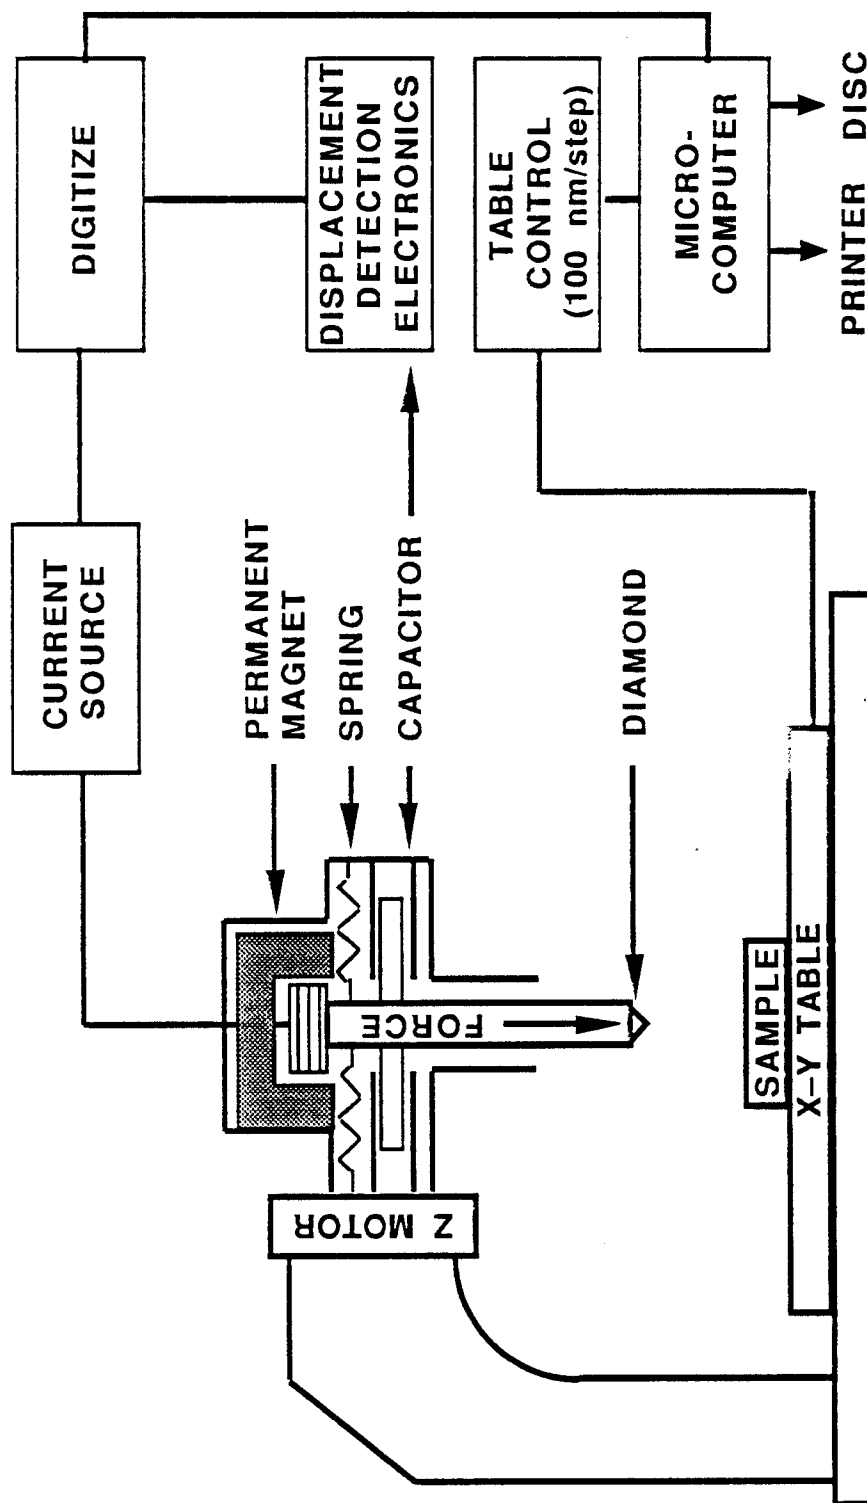 CURRENT
SOURCE
DIGITIZE
PERMANENT
MAGNET
SPRING
CAPACITOR
DISPLACEMENT
DETECTION
ELECTRONICS
Z MOTOR
FORCE
DIAMOND
TABLE
CONTROL
(100 nm/step)
MICRO-
COMPUTER
SAMPLE
X-Y TABLE
PRINTER DISC